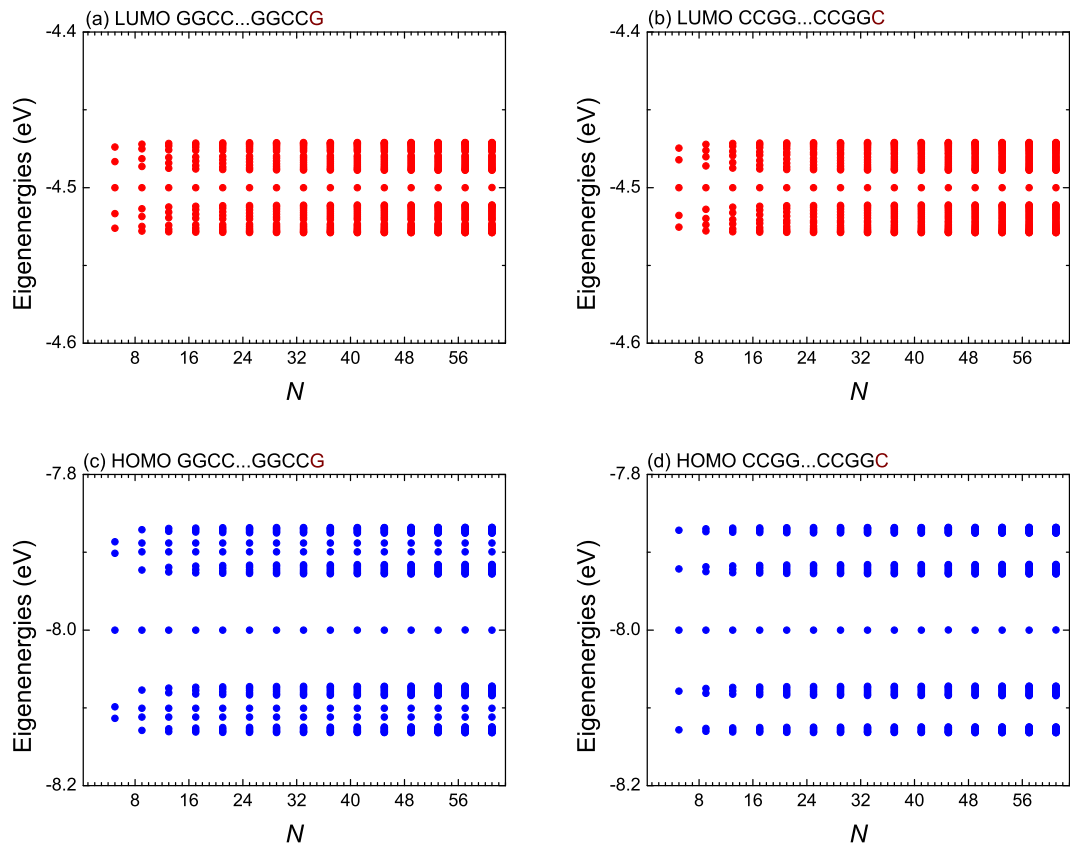 (a) LUMO GGCC...GGCCG
-4.4
-4.5
-4.6
Eigenenergies (eV)
8 16 24 32 40 48 56
N
(b) LUMO CCGG...CCGGC
-4.4
-4.5
-4.6
Eigenenergies (eV)
8 16 24 32 40 48 56
N
(c) HOMO GGCC...GGCCG
-7.8
-8.0
-8.2
Eigenenergies (eV)
8 16 24 32 40 48 56
N
(d) HOMO CCGG...CCGGC
-7.8
-8.0
-8.2
Eigenenergies (eV)
8 16 24 32 40 48 56
N